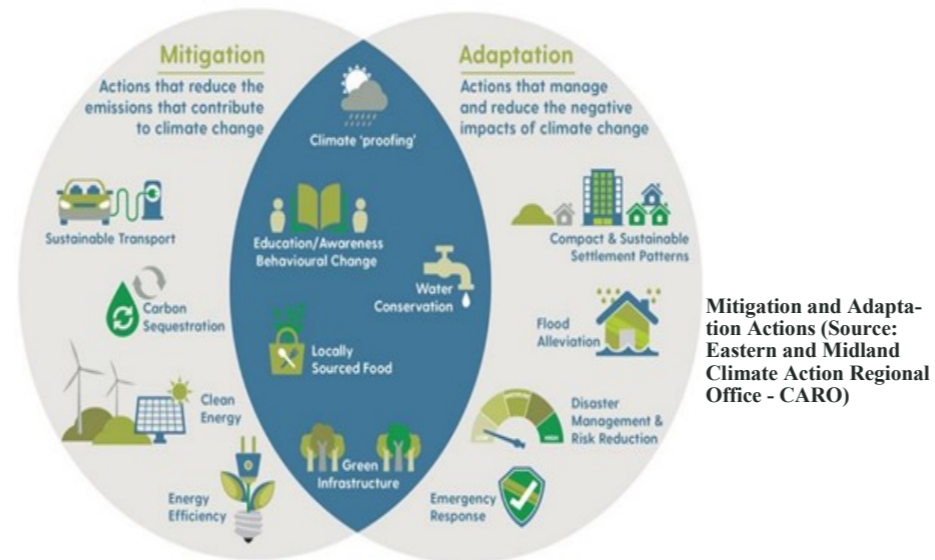 Mitigation
Actions that reduce the
emissions that contribute
to climate change
Sustainable Transport
Carbon
Sequestration
Clean
Energy
Energy
Efficiency
Climate 'proofing'
Education/Awareness
Behavioural Change
Water
Conservation
Locally
Sourced Food
Green
Infrastructure
Adaptation
Actions that manage
and reduce the negative
impacts of climate change
Compact & Sustainable
Settlement Patterns
Flood
Alleviation
Disaster
Management &
Risk Reduction
HIGH
Emergency
Response
Mitigation and Adapta-
tion Actions (Source:
Eastern and Midland
Climate Action Regional
Office - CARO)